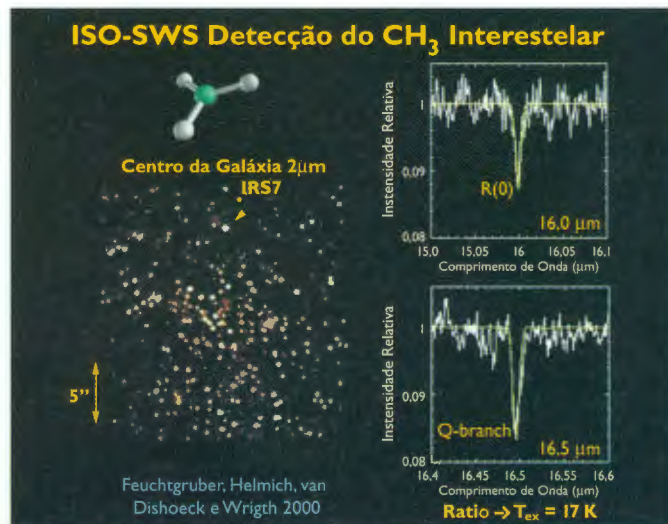 ISO-SWS Detecção do CH3 Interestelar
Centro da Galáxia 2µm
IRS7
5"
Feuchtgruber, Helmich, van
Dishoeck e Wrigth 2000
Instensidade Relativa
1
0,09
0,08
R(0)
16.0 µm
15,0 15,05 16 16,05 16,1
Comprimento de Onda (µm)
Instensidade Relativa
1
0,09
0,08
Q-branch
16.5 µm
16,4 16,45 16,5 16,55 16,6
Comprimento de Onda (µm)
Ratio → Tex = 17 K